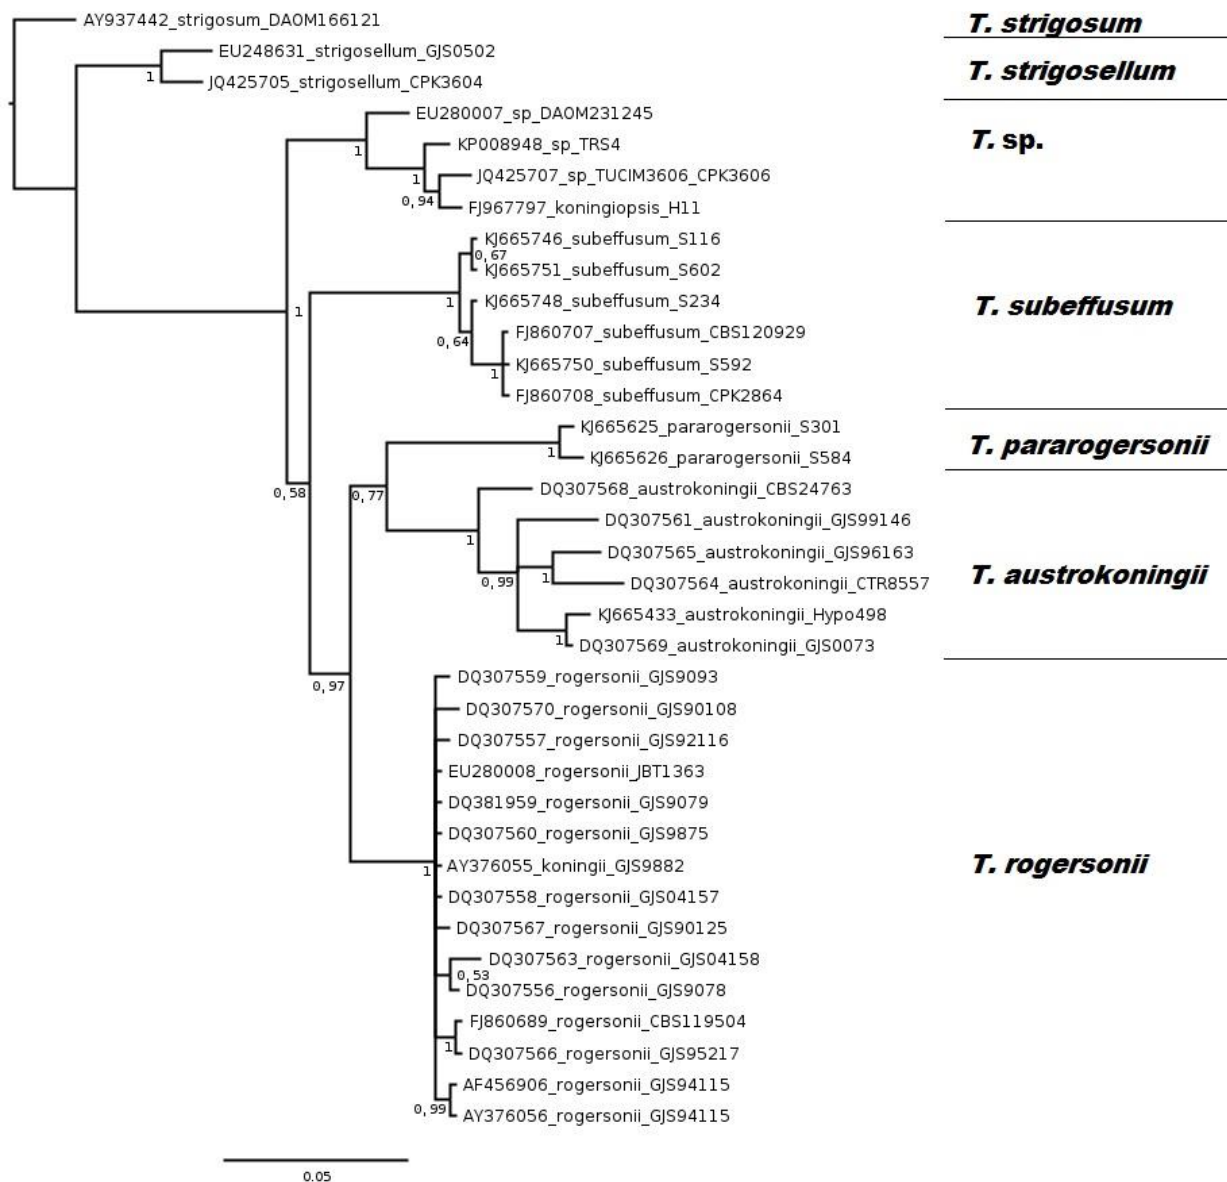 AY937442_strigosum_DAOM166121
T. strigosum
EU248631_strigosellum_GJS0502
1
T. strigosellum
JQ425705_strigosellum_CPK3604
EU280007_sp_DAOM231245
T. sp.
KP008948_sp_TRS4
1
JQ425707_sp_TUCIM3606_CPK3606
1
0,94
FJ967797_koningiopsis_H11
KJ665746_subeffusum_S116
0,67
KJ665751_subeffusum_S602
1
KJ665748_subeffusum_S234
T. subeffusum
1
FJ860707_subeffusum_CBS120929
0,64
KJ665750_subeffusum_S592
1
FJ860708_subeffusum_CPK2864
KJ665625_pararogersonii_S301
T. pararogersonii
1
KJ665626_pararogersonii_S584
DQ307568_austrokoningii_CBS24763
0,58
0,77
DQ307561_austrokoningii_GJS99146
1
DQ307565_austrokoningii_GJS96163
T. austrokoningii
1
0,99
DQ307564_austrokoningii_CTR8557
KJ665433_austrokoningii_Hypo498
1
DQ307569_austrokoningii_GJS0073
DQ307559_rogersonii_GJS9093
0,97
DQ307570_rogersonii_GJS90108
DQ307557_rogersonii_GJS92116
EU280008_rogersonii_JBT1363
DQ381959_rogersonii_GJS9079
DQ307560_rogersonii_GJS9875
T. rogersonii
AY376055_koningii_GJS9882
1
DQ307558_rogersonii_GJS04157
DQ307567_rogersonii_GJS90125
DQ307563_rogersonii_GJS04158
0,53
DQ307556_rogersonii_GJS9078
FJ860689_rogersonii_CBS119504
1
DQ307566_rogersonii_GJS95217
AF456906_rogersonii_GJS94115
0,99
AY376056_rogersonii_GJS94115
0.05